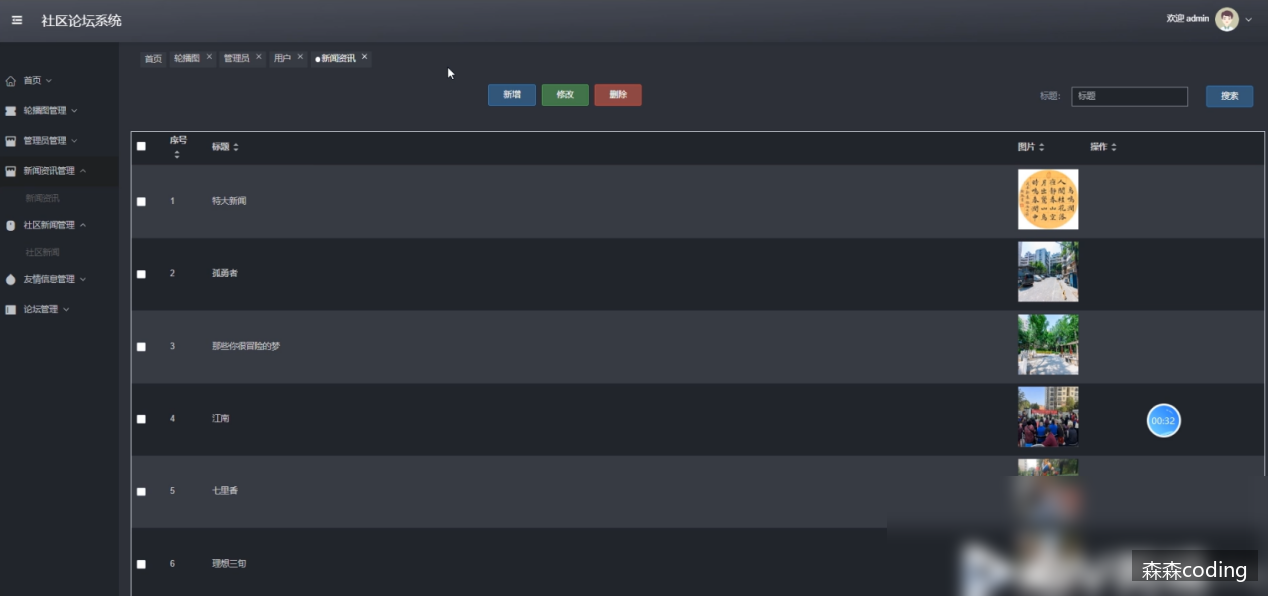 社区论坛系统
欢迎 admin
首页 轮播图 × 管理员 × 用户 × 新闻资讯 ×
新增 修改 删除
标题: 标题 搜索
首页
轮播图管理
管理员管理
新闻资讯管理
新闻资讯
社区新闻管理
社区新闻
友情信息管理
论坛管理
序号 标题 图片 操作
1 特大新闻
2 孤勇者
3 那些你很冒险的梦
4 江南
00:32
5 七里香
6 理想三旬
森森coding